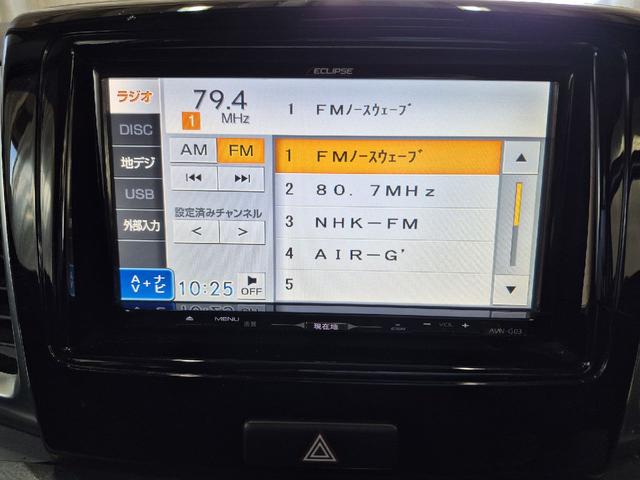 ECLIPSE
ラジオ
79.4
1 MHz
1 FMﾉｰｽｳｪｰﾌﾞ
DISC
AM FM
1 FMﾉｰｽｳｪｰﾌﾞ
地デジ
2 80.7MHz
USB
設定済みチャンネル
3 NHK－FM
外部入力
< >
4 AIR－G'
AV+ナビ
10:25
OFF
5
MENU
画質
現在地
− VOL +
AVN-G03